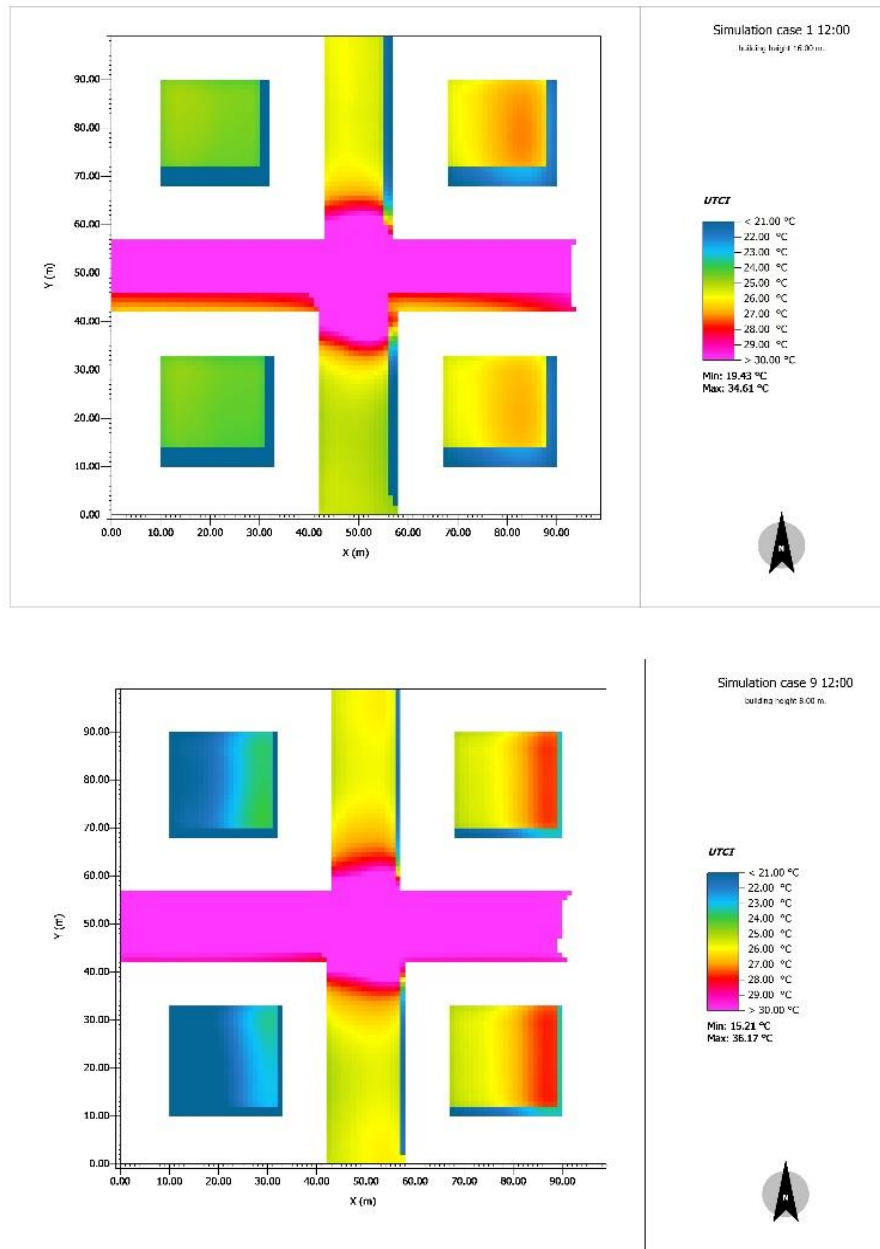 Simulation case 1 12:00
building height 16.00 m.
Y (m)
90.00
80.00
70.00
60.00
50.00
40.00
30.00
20.00
10.00
0.00
0.00 10.00 20.00 30.00 40.00 50.00 60.00 70.00 80.00 90.00
X (m)
UTCI
< 21.00 °C
22.00 °C
23.00 °C
24.00 °C
25.00 °C
26.00 °C
27.00 °C
28.00 °C
29.00 °C
> 30.00 °C
Min: 19.43 °C
Max: 34.61 °C
N
Simulation case 9 12:00
building height 8.00 m.
Y (m)
90.00
80.00
70.00
60.00
50.00
40.00
30.00
20.00
10.00
0.00
0.00 10.00 20.00 30.00 40.00 50.00 60.00 70.00 80.00 90.00
X (m)
UTCI
< 21.00 °C
22.00 °C
23.00 °C
24.00 °C
25.00 °C
26.00 °C
27.00 °C
28.00 °C
29.00 °C
> 30.00 °C
Min: 15.21 °C
Max: 36.17 °C
N